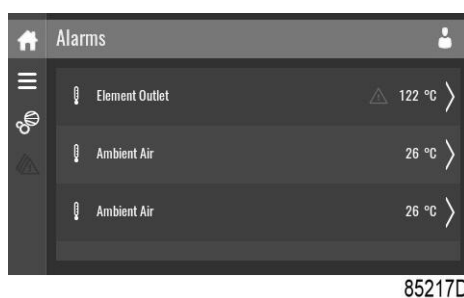 Alarms
Element Outlet 122 °C
Ambient Air 26 °C
Ambient Air 26 °C
85217D